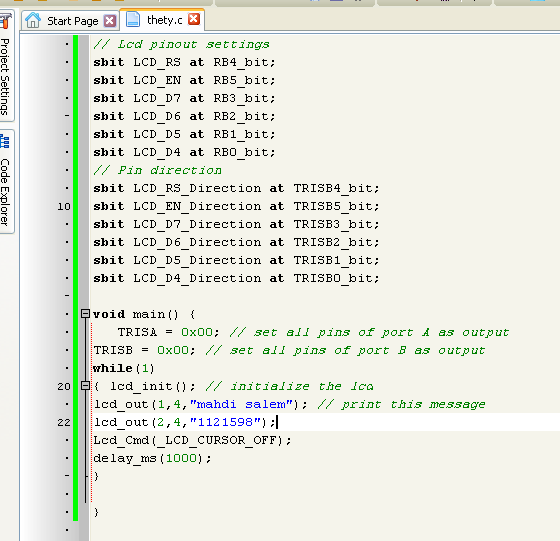 Start Page
thety.c
Project Settings
Code Explorer
// Lcd pinout settings
sbit LCD_RS at RB4_bit;
sbit LCD_EN at RB5_bit;
sbit LCD_D7 at RB3_bit;
sbit LCD_D6 at RB2_bit;
sbit LCD_D5 at RB1_bit;
sbit LCD_D4 at RB0_bit;
// Pin direction
sbit LCD_RS_Direction at TRISB4_bit;
10 sbit LCD_EN_Direction at TRISB5_bit;
sbit LCD_D7_Direction at TRISB3_bit;
sbit LCD_D6_Direction at TRISB2_bit;
sbit LCD_D5_Direction at TRISB1_bit;
sbit LCD_D4_Direction at TRISB0_bit;
void main() {
TRISA = 0x00; // set all pins of port A as output
TRISB = 0x00; // set all pins of port B as output
while(1)
20 { lcd_init(); // initialize the lcd
lcd_out(1,4,"mahdi salem"); // print this message
22 lcd_out(2,4,"1121598");
Lcd_Cmd(_LCD_CURSOR_OFF);
delay_ms(1000);
}
}